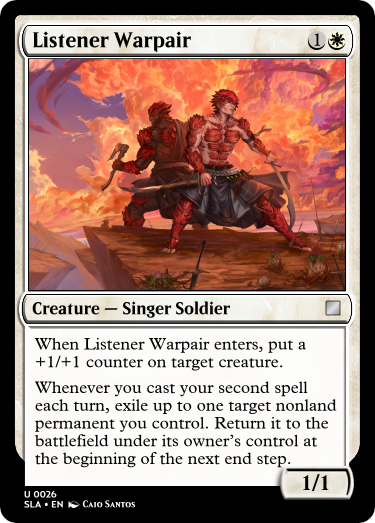 Listener Warpair
1
Creature — Singer Soldier
When Listener Warpair enters, put a
+1/+1 counter on target creature.
Whenever you cast your second spell
each turn, exile up to one target nonland
permanent you control. Return it to the
battlefield under its owner's control at
the beginning of the next end step.
1/1
U 0026
SLA • EN Caio Santos